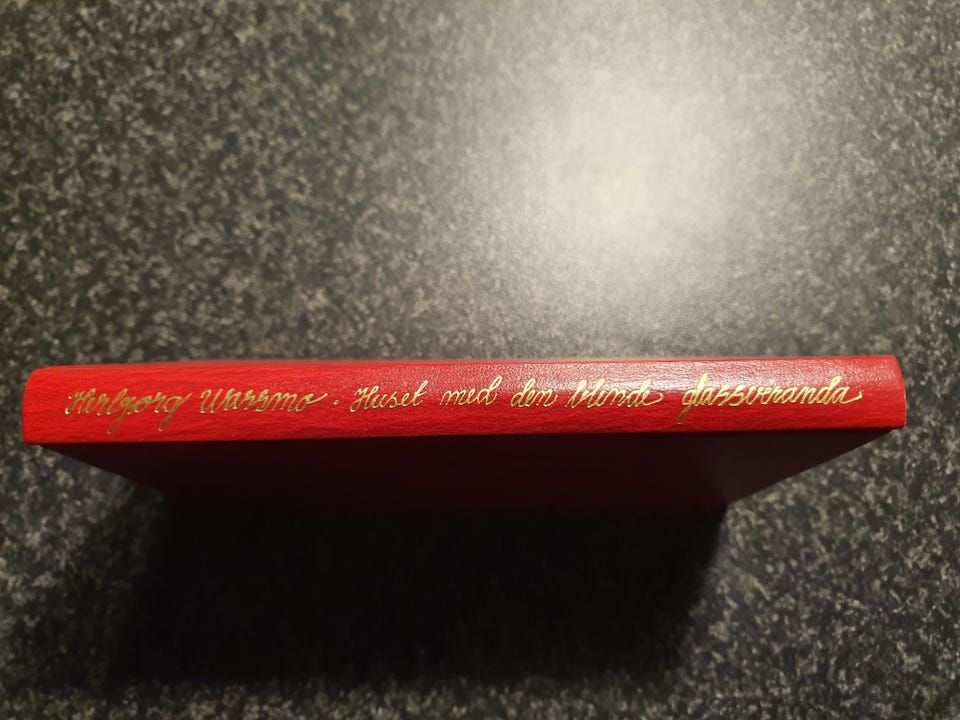 Herbjørg Wassmo · Huset med den blinde glassveranda